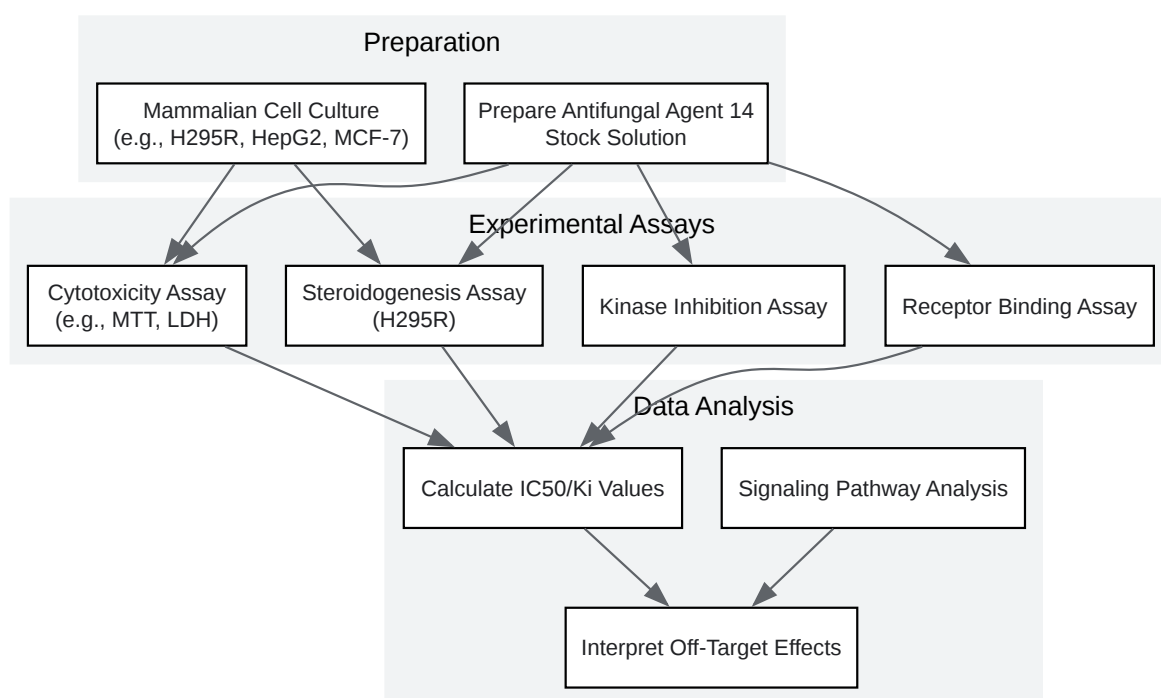 Preparation
Mammalian Cell Culture
(e.g., H295R, HepG2, MCF-7)
Prepare Antifungal Agent 14
Stock Solution
Experimental Assays
Cytotoxicity Assay
(e.g., MTT, LDH)
Steroidogenesis Assay
(H295R)
Kinase Inhibition Assay
Receptor Binding Assay
Data Analysis
Calculate IC50/Ki Values
Signaling Pathway Analysis
Interpret Off-Target Effects